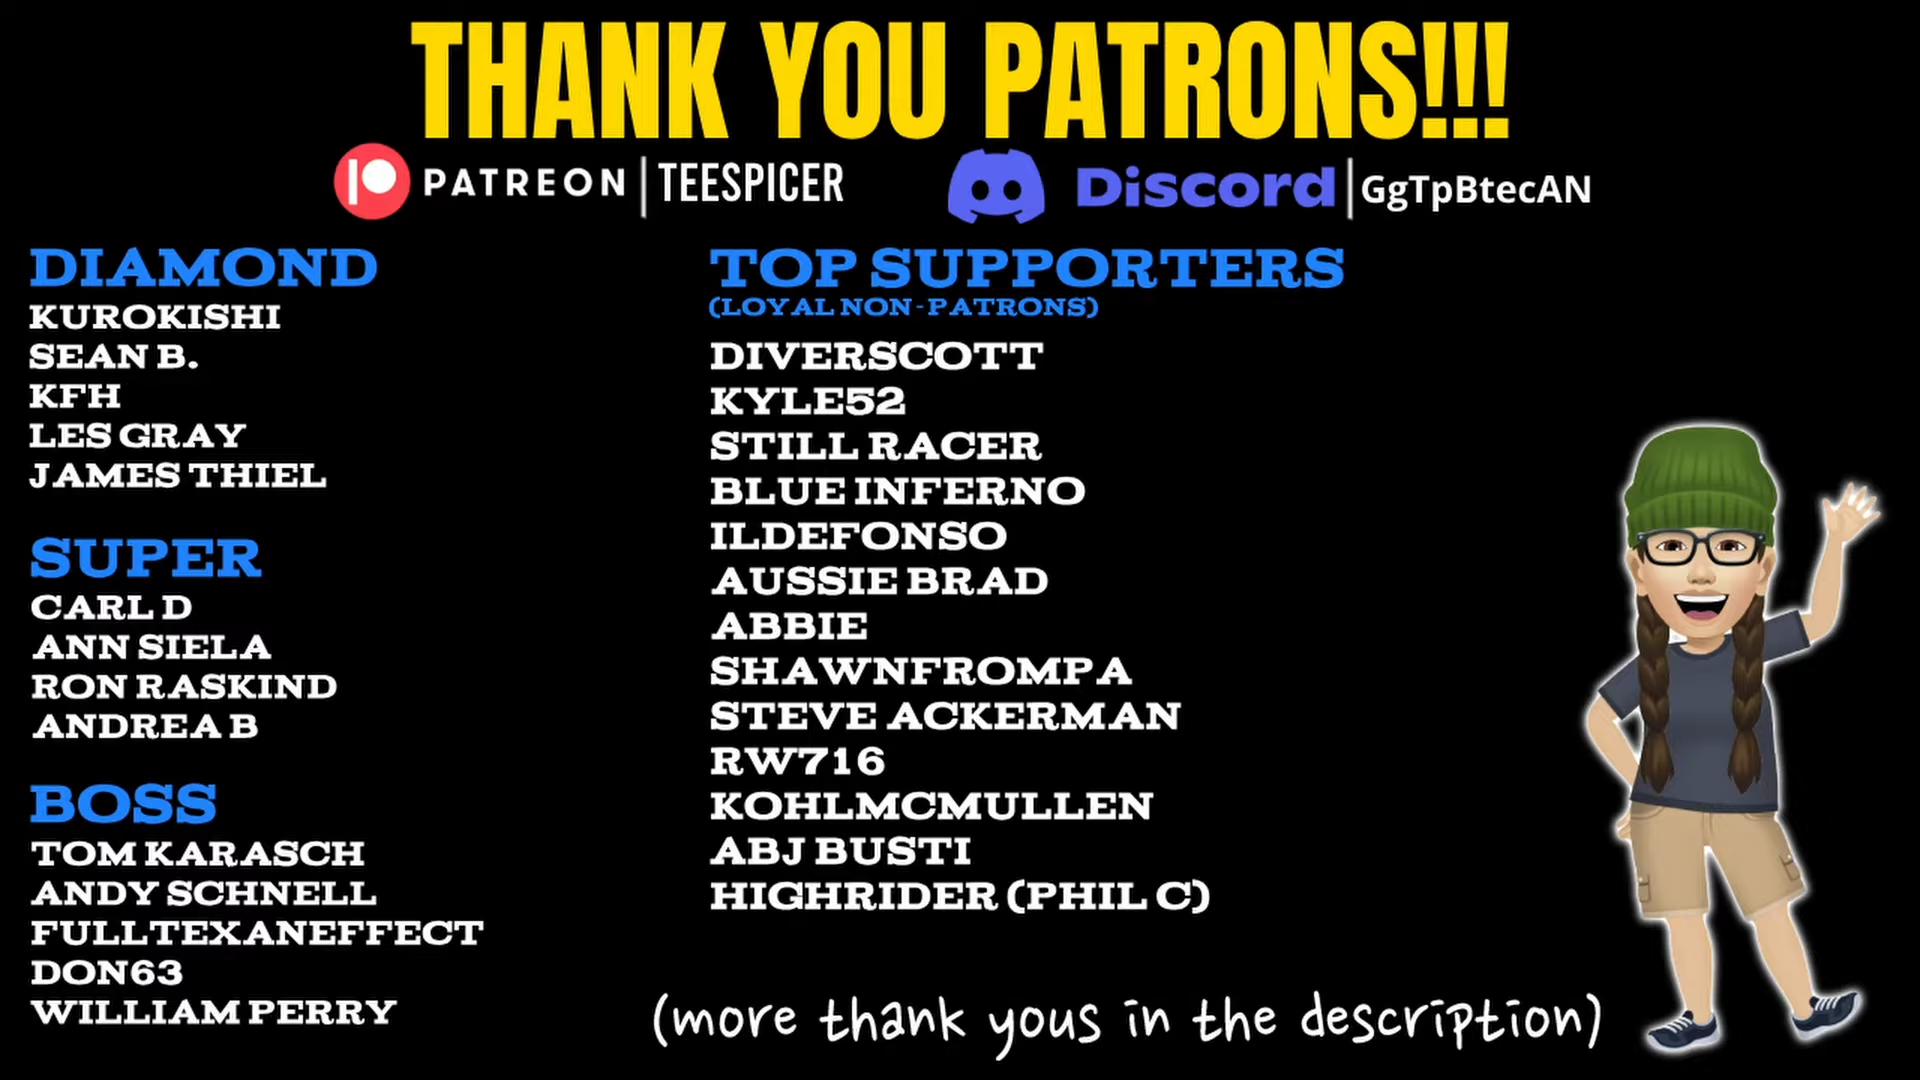 THANK YOU PATRONS!!!
PATREON | TEESPICER
Discord | GgTpBtecAN
DIAMOND
KUROKISHI
SEAN B.
KFH
LES GRAY
JAMES THIEL
SUPER
CARL D
ANN SIELA
RON RASKIND
ANDREA B
BOSS
TOM KARASCH
ANDY SCHNELL
FULLTEXANEFFECT
DON63
WILLIAM PERRY
TOP SUPPORTERS
(LOYAL NON-PATRONS)
DIVERSCOTT
KYLE52
STILL RACER
BLUE INFERNO
ILDEFONSO
AUSSIE BRAD
ABBIE
SHAWNFROMPA
STEVE ACKERMAN
RW716
KOHLMCMULLEN
ABJ BUSTI
HIGHRIDER (PHIL C)
(more thank yous in the description)